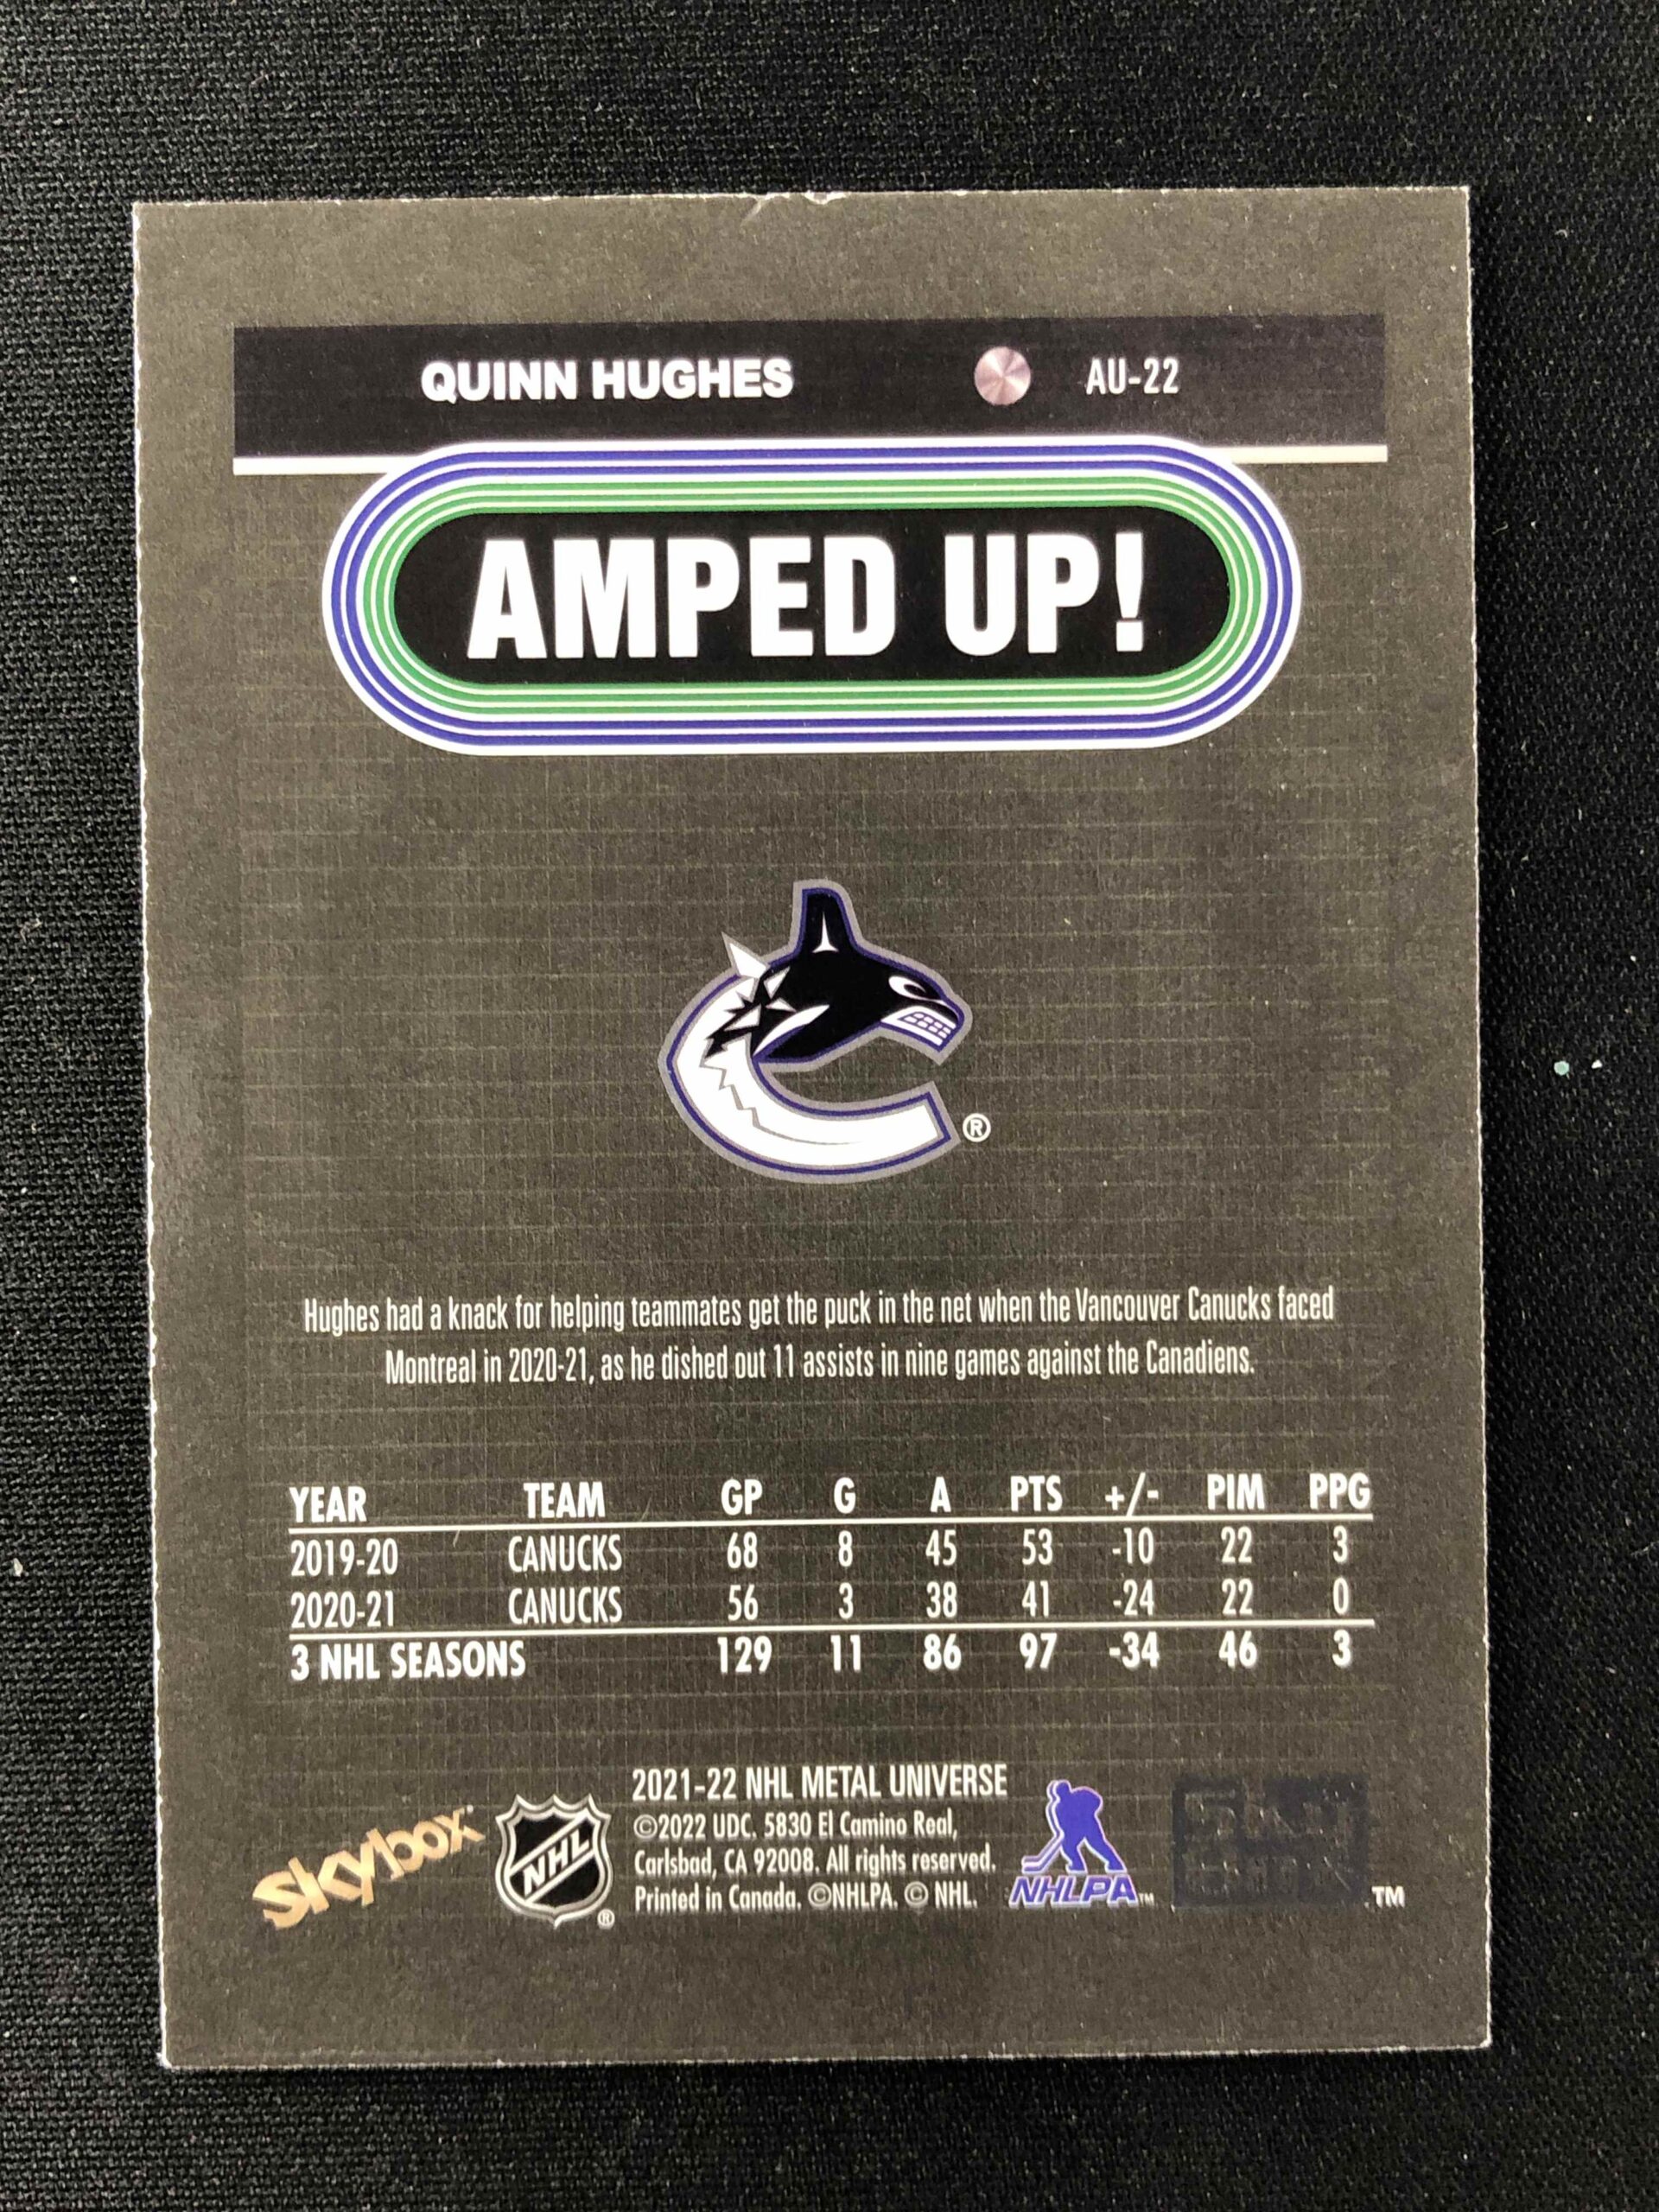 QUINN HUGHES AU-22
AMPED UP!
®
Hughes had a knack for helping teammates get the puck in the net when the Vancouver Canucks faced
Montreal in 2020-21, as he dished out 11 assists in nine games against the Canadiens.
YEAR TEAM GP G A PTS +/- PIM PPG
2019-20 CANUCKS 68 8 45 53 -10 22 3
2020-21 CANUCKS 56 3 38 41 -24 22 0
3 NHL SEASONS 129 11 86 97 -34 46 3
skybox
NHL ®
2021-22 NHL METAL UNIVERSE
©2022 UDC. 5830 El Camino Real,
Carlsbad, CA 92008. All rights reserved.
Printed in Canada. ©NHLPA. © NHL.
NHLPA™
TM